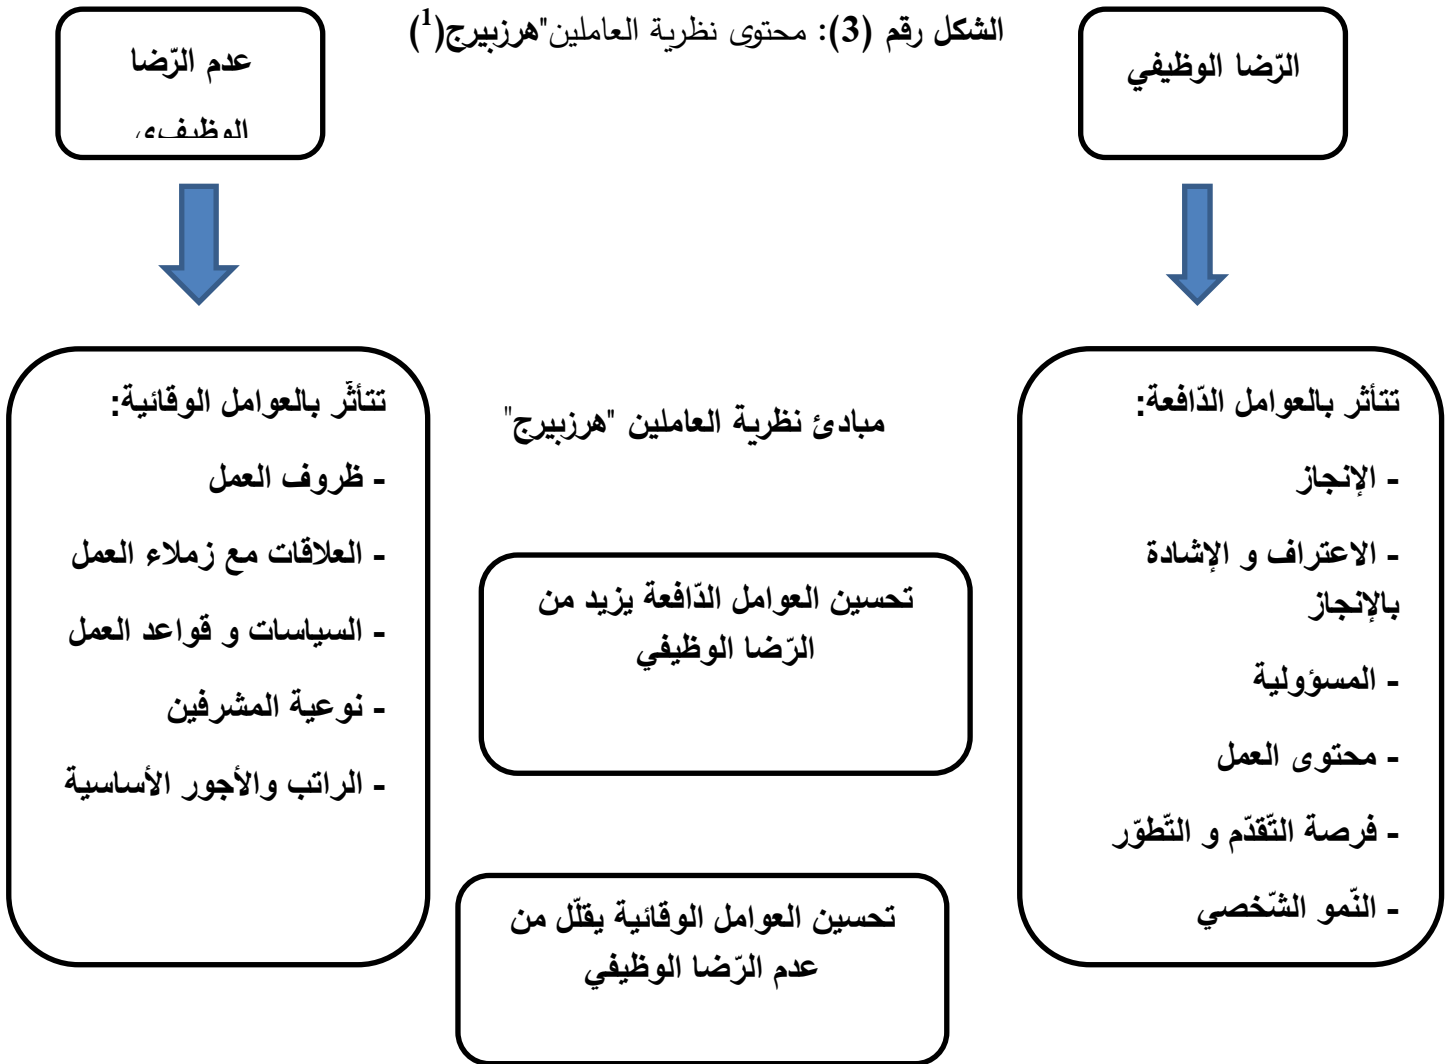 الشكل رقم (3): محتوى نظرية العاملين"هرزبيرج(1)
الرّضا الوظيفي
عدم الرّضا
الوظيفي
تتأثر بالعوامل الدّافعة:
- الإنجاز
- الاعتراف و الإشادة
بالإنجاز
- المسؤولية
- محتوى العمل
- فرصة التّقدّم و التّطوّر
- النّمو الشّخصي
مبادئ نظرية العاملين "هرزبيرج"
تحسين العوامل الدّافعة يزيد من
الرّضا الوظيفي
تحسين العوامل الوقائية يقلّل من
عدم الرّضا الوظيفي
تتأثّر بالعوامل الوقائية:
- ظروف العمل
- العلاقات مع زملاء العمل
- السياسات و قواعد العمل
- نوعية المشرفين
- الراتب والأجور الأساسية